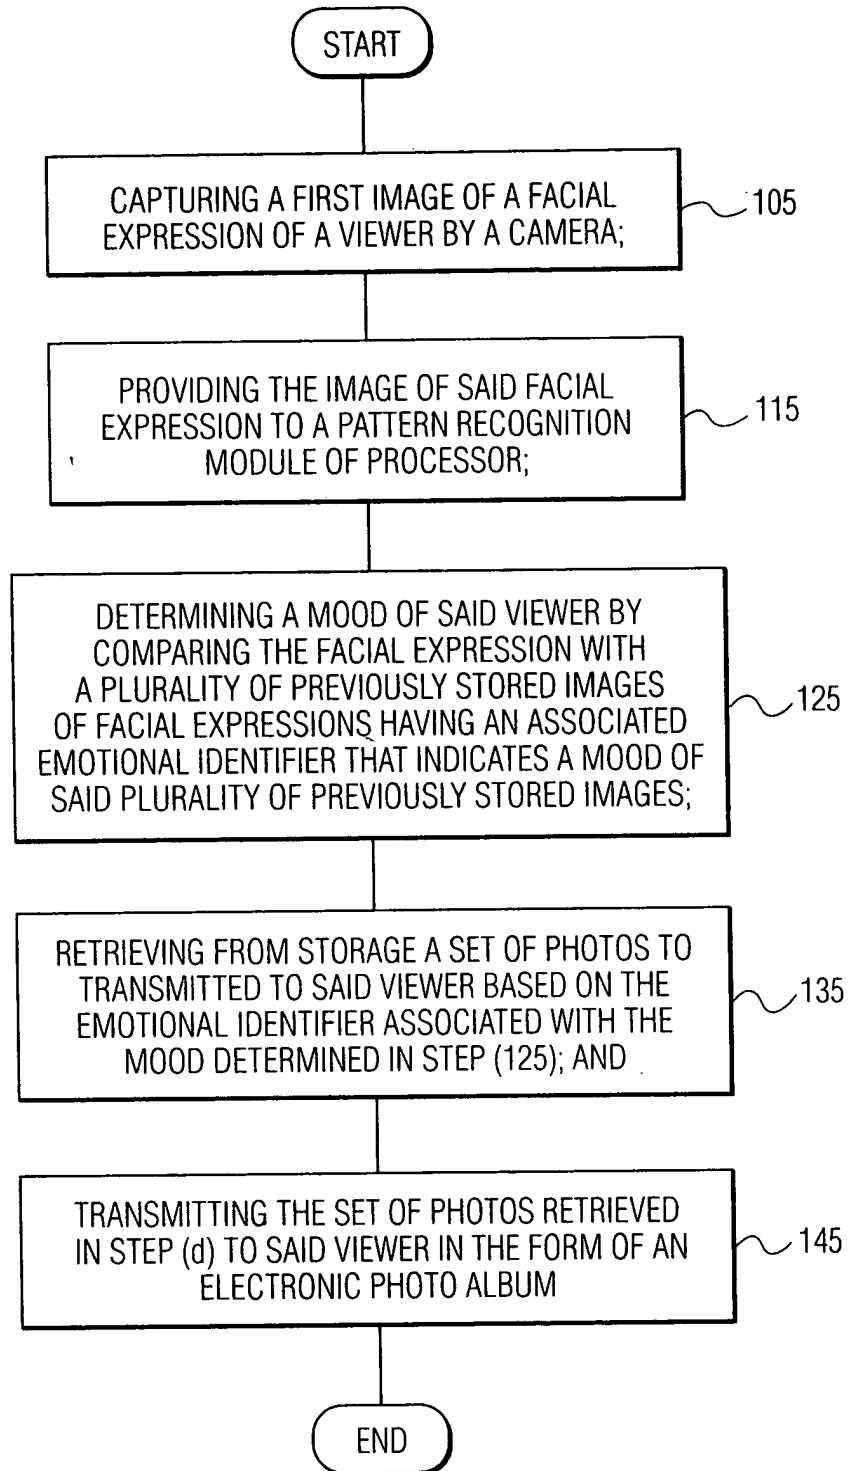 START
CAPTURING A FIRST IMAGE OF A FACIAL
EXPRESSION OF A VIEWER BY A CAMERA;
105
PROVIDING THE IMAGE OF SAID FACIAL
EXPRESSION TO A PATTERN RECOGNITION
MODULE OF PROCESSOR;
115
DETERMINING A MOOD OF SAID VIEWER BY
COMPARING THE FACIAL EXPRESSION WITH
A PLURALITY OF PREVIOUSLY STORED IMAGES
OF FACIAL EXPRESSIONS HAVING AN ASSOCIATED
EMOTIONAL IDENTIFIER THAT INDICATES A MOOD OF
SAID PLURALITY OF PREVIOUSLY STORED IMAGES;
125
RETRIEVING FROM STORAGE A SET OF PHOTOS TO
TRANSMITTED TO SAID VIEWER BASED ON THE
EMOTIONAL IDENTIFIER ASSOCIATED WITH THE
MOOD DETERMINED IN STEP (125); AND
135
TRANSMITTING THE SET OF PHOTOS RETRIEVED
IN STEP (d) TO SAID VIEWER IN THE FORM OF AN
ELECTRONIC PHOTO ALBUM
145
END